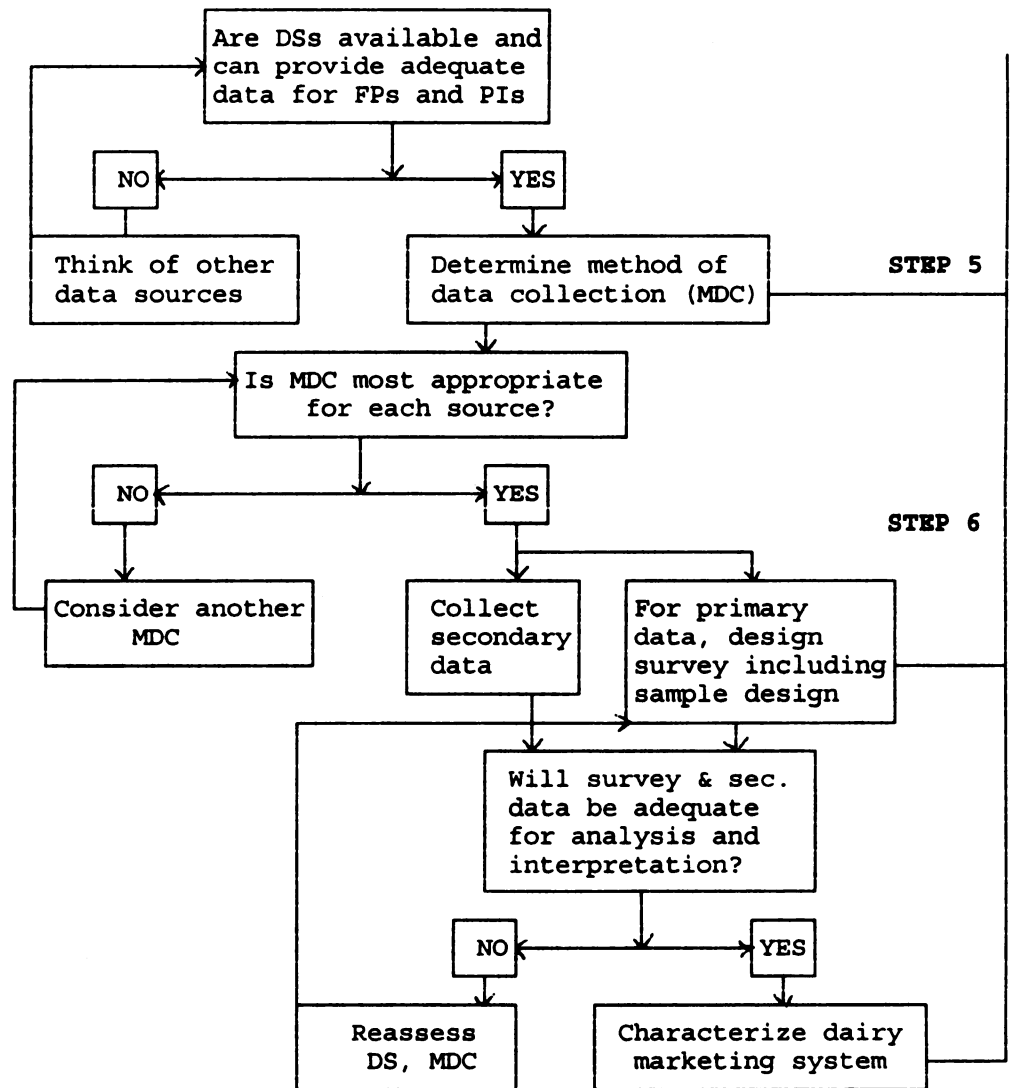 Are DSs available and
can provide adequate
data for FPs and PIs
NO
YES
Think of other
data sources
Determine method of
data collection (MDC)
STEP 5
Is MDC most appropriate
for each source?
NO
YES
STEP 6
Consider another
MDC
Collect
secondary
data
For primary
data, design
survey including
sample design
Will survey & sec.
data be adequate
for analysis and
interpretation?
NO
YES
Reassess
DS, MDC
Characterize dairy
marketing system